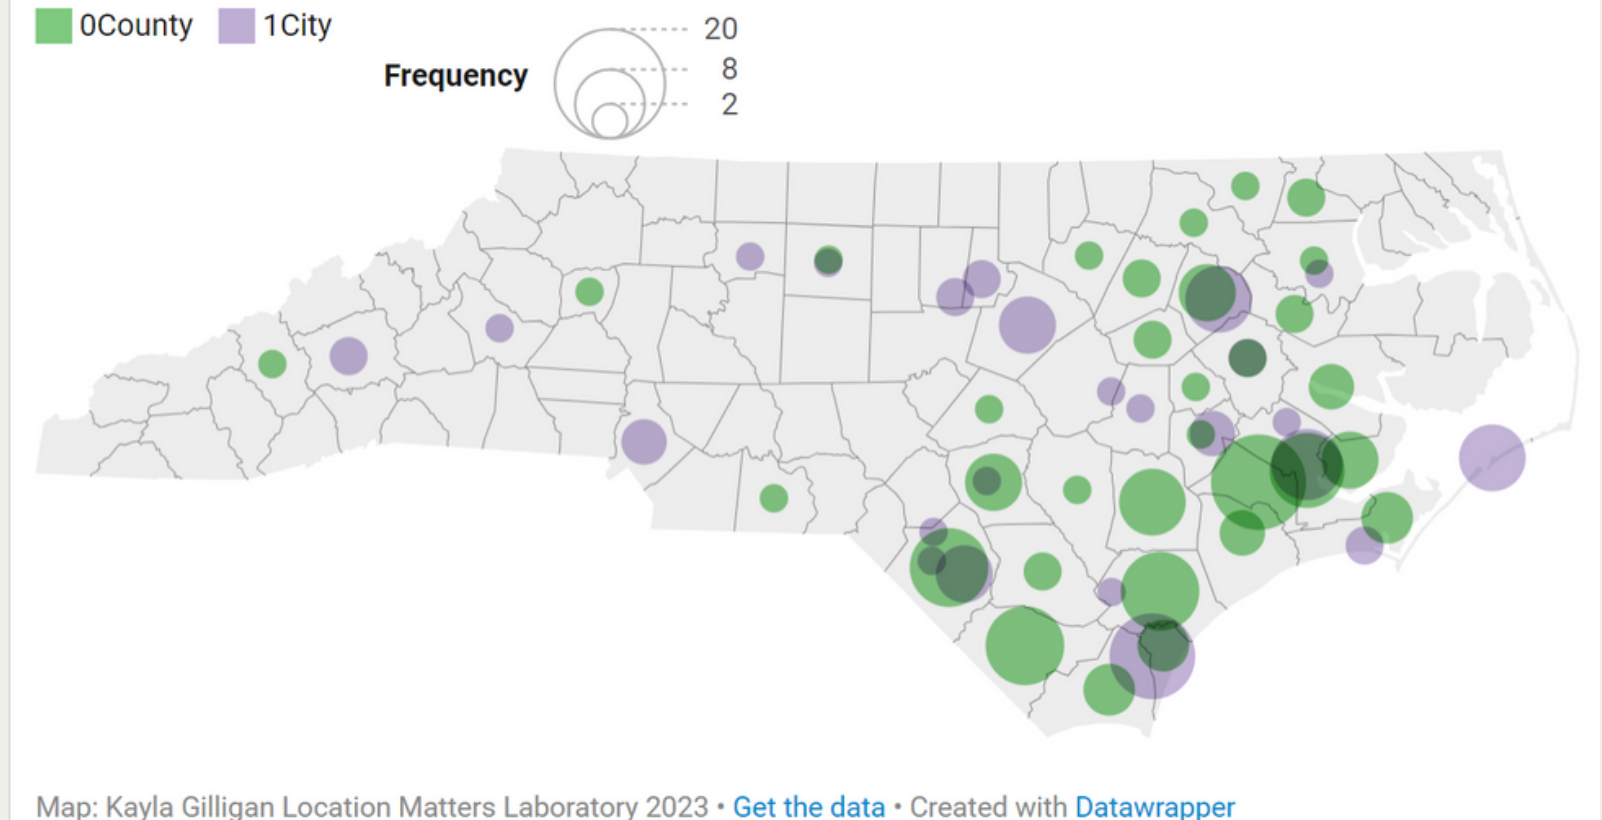 0County 1City
20
Frequency
8
2
Map: Kayla Gilligan Location Matters Laboratory 2023 • Get the data • Created with Datawrapper